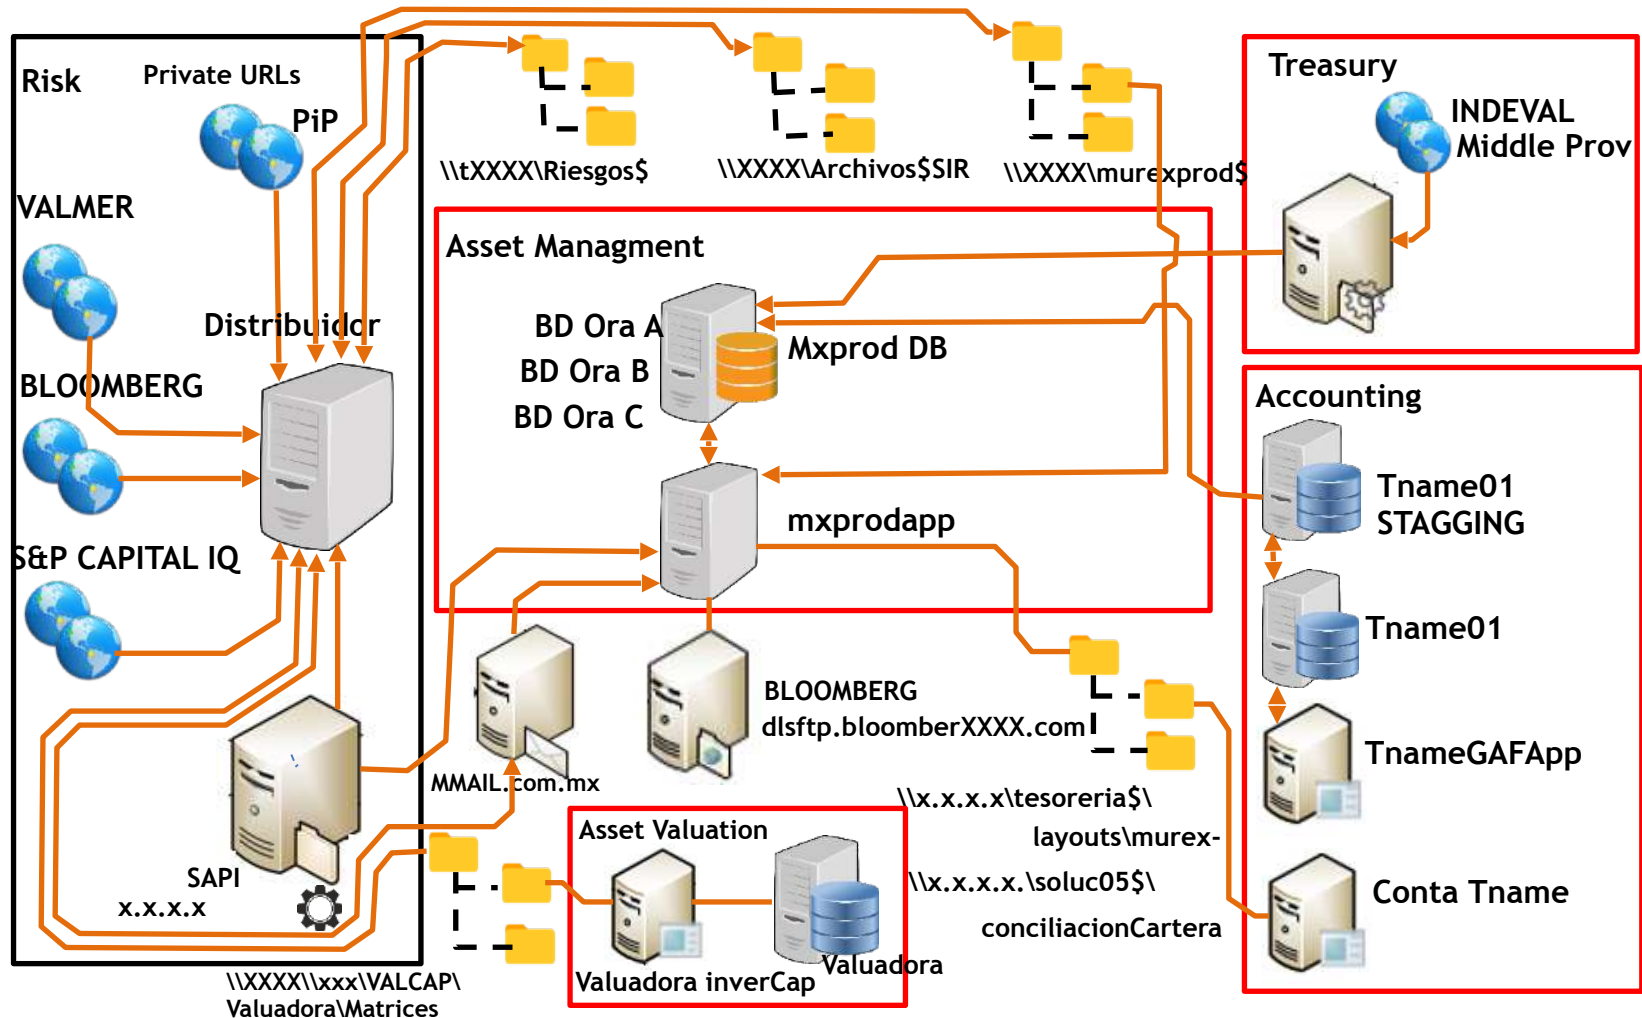 Risk
Private URLs
PiP
VALMER
Distribuidor
BLOOMBERG
S&P CAPITAL IQ
SAPI
x.x.x.x
\\tXXXX\Riesgos$
\\XXXX\Archivos$SIR
\\XXXX\murexprod$
Treasury
INDEVAL
Middle Prov
Asset Managment
BD Ora A
BD Ora B
BD Ora C
Mxprod DB
mxprodapp
Accounting
Tname01
STAGGING
Tname01
TnameGAFApp
Conta Tname
MMAIL.com.mx
BLOOMBERG
dlsftp.bloomberXXXX.com
\\x.x.x.x\tesoreria$\
layouts\murex-
\\x.x.x.x.\soluc05$\
conciliacionCartera
Asset Valuation
Valuadora inverCap
Valuadora
\\XXXX\\xxx\VALCAP\
Valuadora\Matrices